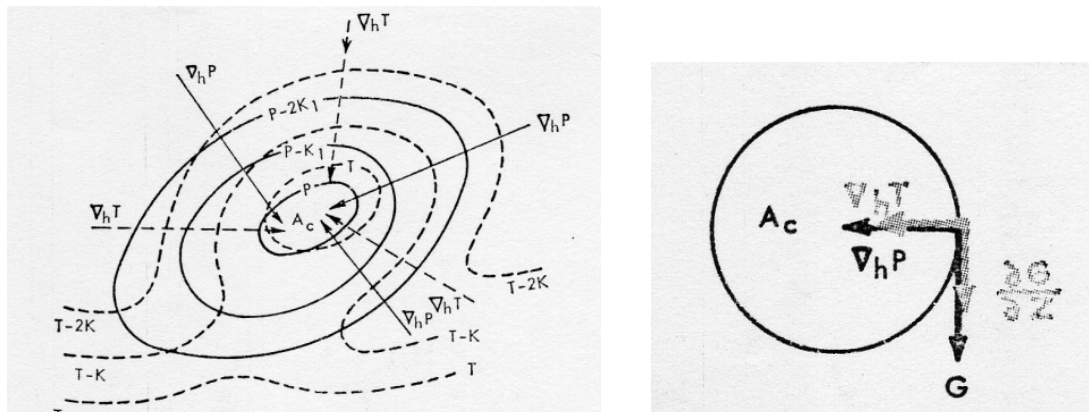 ∇hT
∇hP
P-2K1
∇hP
P-K1
T
P
∇hT
Ac
T-2K
∇hP ∇hT
T-2K
T-K
T-K
T
T
Ac
∇hT
∇hP
∂G
∂Z
G